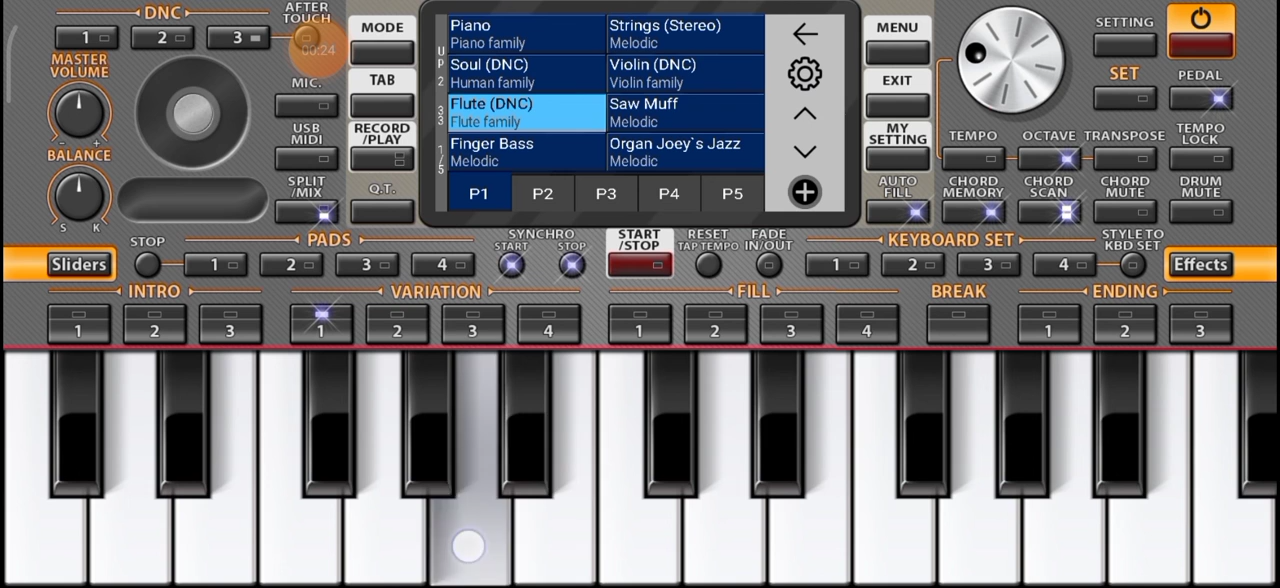 DNC
1
2
3
AFTER
TOUCH
00:24
MASTER
VOLUME
- +
BALANCE
S K
MIC.
USB
MIDI
SPLIT
/MIX
MODE
TAB
RECORD
/PLAY
Q.T.
U
P
2
3
3
1
/
5
Piano
Piano family
Strings (Stereo)
Melodic
Soul (DNC)
Human family
Violin (DNC)
Violin family
Flute (DNC)
Flute family
Saw Muff
Melodic
Finger Bass
Melodic
Organ Joey`s Jazz
Melodic
P1
P2
P3
P4
P5
MENU
EXIT
MY
SETTING
AUTO
FILL
SETTING
SET
PEDAL
TEMPO
OCTAVE
TRANSPOSE
TEMPO
LOCK
CHORD
MEMORY
CHORD
SCAN
CHORD
MUTE
DRUM
MUTE
Sliders
STOP
PADS
1
2
3
4
SYNCHRO
START
STOP
START
/STOP
RESET
TAP TEMPO
FADE
IN/OUT
KEYBOARD SET
1
2
3
4
STYLE TO
KBD SET
Effects
INTRO
1
2
3
VARIATION
1
2
3
4
FILL
1
2
3
4
BREAK
ENDING
1
2
3